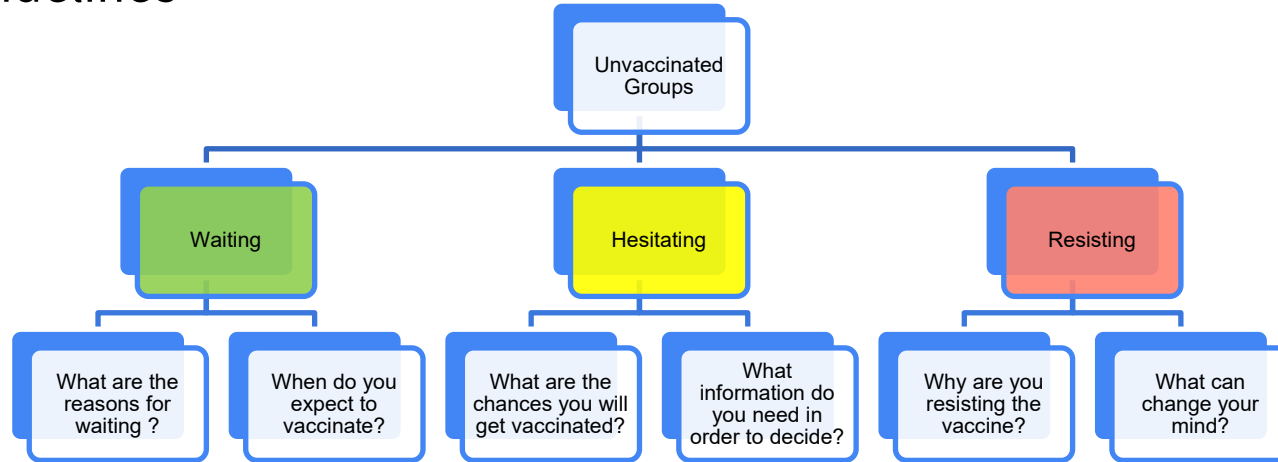 Unvaccinated
Groups
Waiting
Hesitating
Resisting
What are the
reasons for
waiting ?
When do you
expect to
vaccinate?
What are the
chances you will
get vaccinated?
What
information do
you need in
order to decide?
Why are you
resisting the
vaccine?
What can
change your
mind?